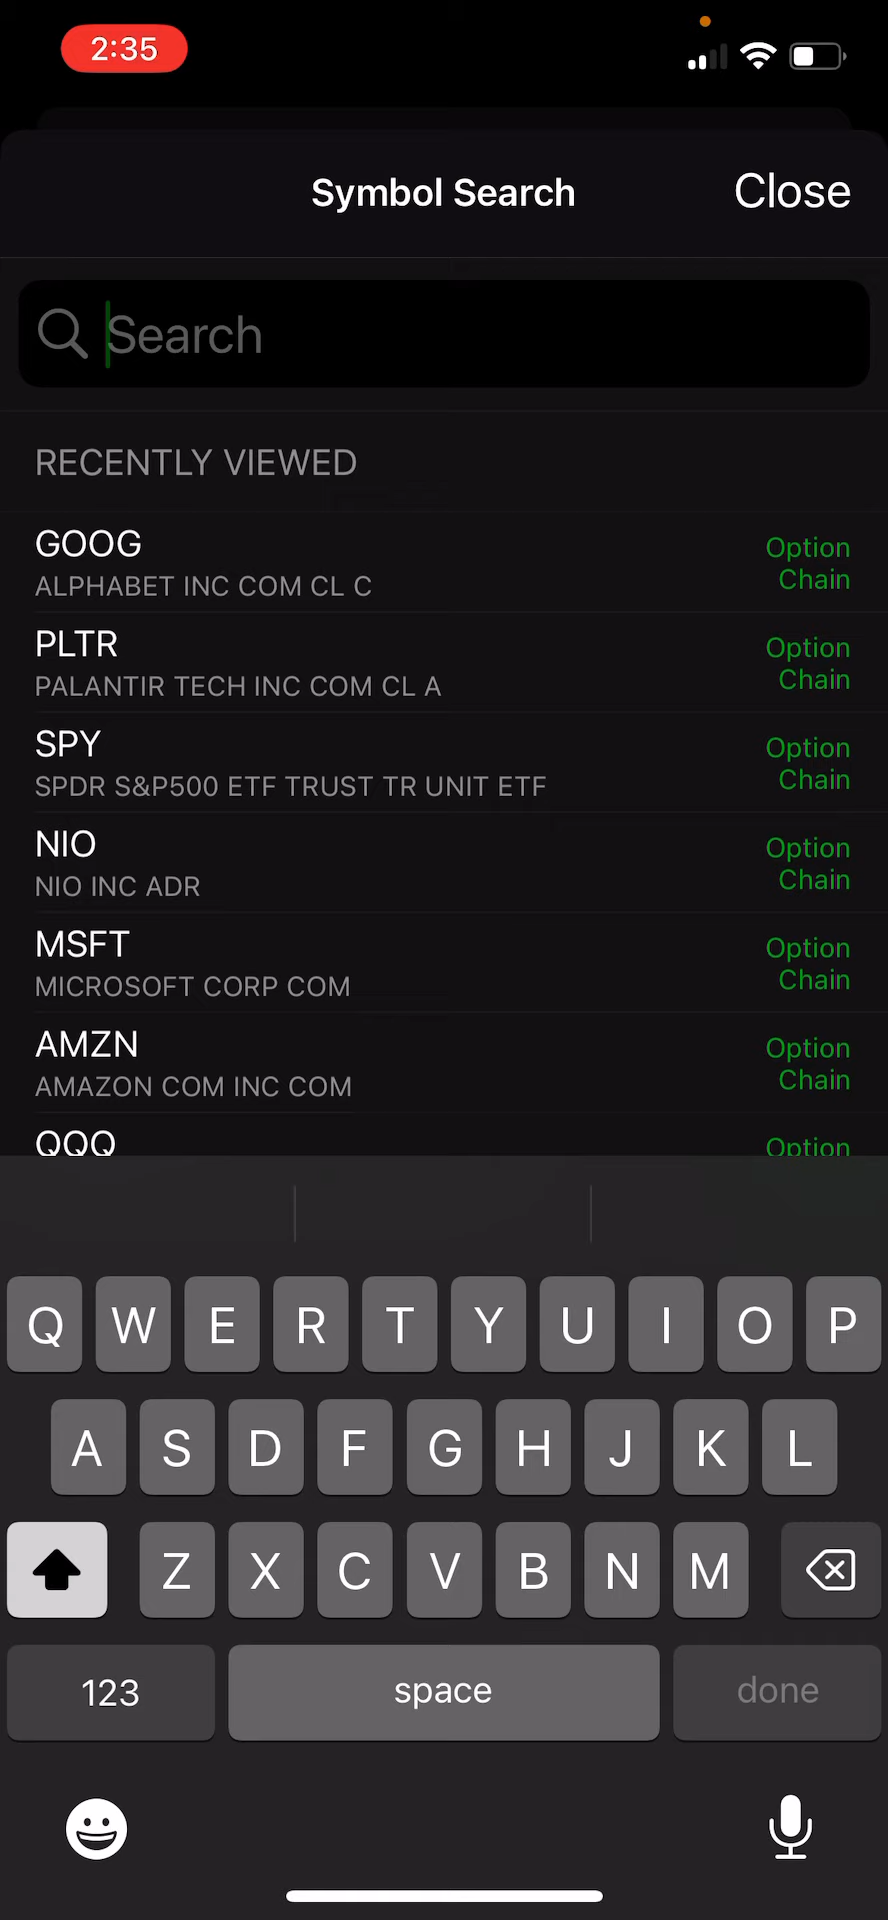 2:35
Symbol Search
Close
Search
RECENTLY VIEWED
GOOG
Option
Chain
ALPHABET INC COM CL C
PLTR
Option
Chain
PALANTIR TECH INC COM CL A
SPY
Option
Chain
SPDR S&P500 ETF TRUST TR UNIT ETF
NIO
Option
Chain
NIO INC ADR
MSFT
Option
Chain
MICROSOFT CORP COM
AMZN
Option
Chain
AMAZON COM INC COM
QQQ
Option
Q W E R T Y U I O P
A S D F G H J K L
Z X C V B N M
123 space done